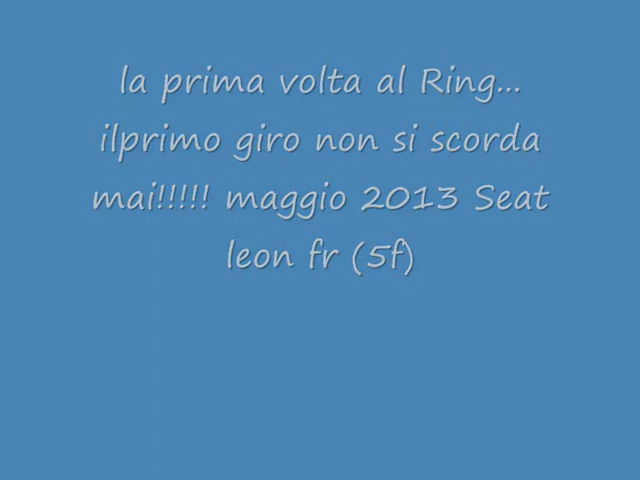 la prima volta al Ring...
ilprimo giro non si scorda
mai!!!!! maggio 2013 Seat
leon fr (5f)